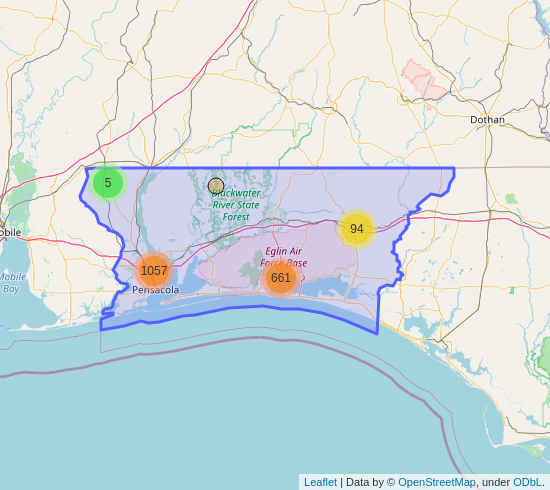 Dothan
5
Blackwater
River State
Forest
94
obile
Eglin Air
Force Base
1057
661
Mobile
Bay
Pensacola
Leaflet | Data by © OpenStreetMap, under ODbL.